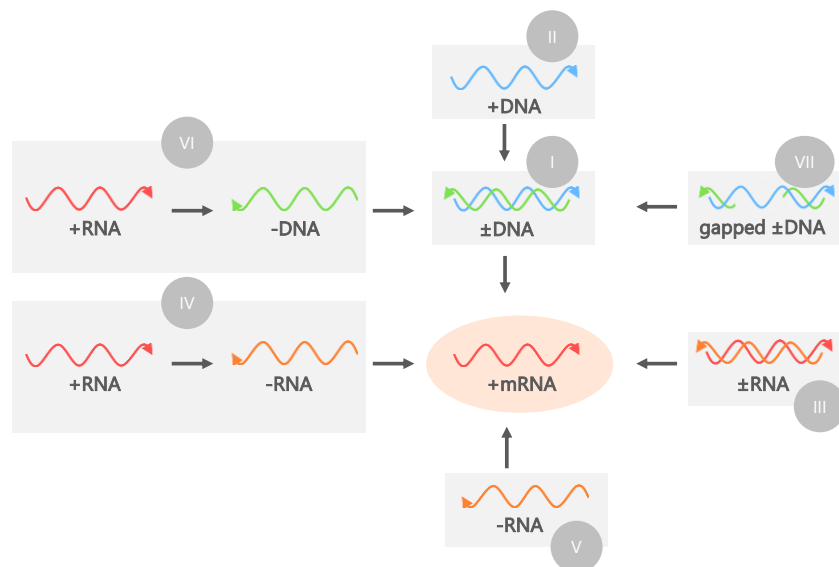 II
+DNA
VI
I
VII
+RNA
-DNA
±DNA
gapped ±DNA
IV
+RNA
-RNA
+mRNA
±RNA
III
-RNA
V